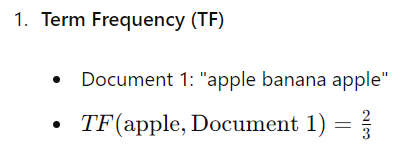 1. Term Frequency (TF)
• Document 1: "apple banana apple"
• TF(apple, Document 1) = 2/3